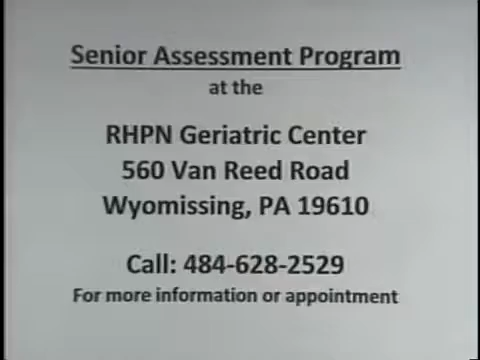 Senior Assessment Program
at the
RHPN Geriatric Center
560 Van Reed Road
Wyomissing, PA 19610
Call: 484-628-2529
For more information or appointment